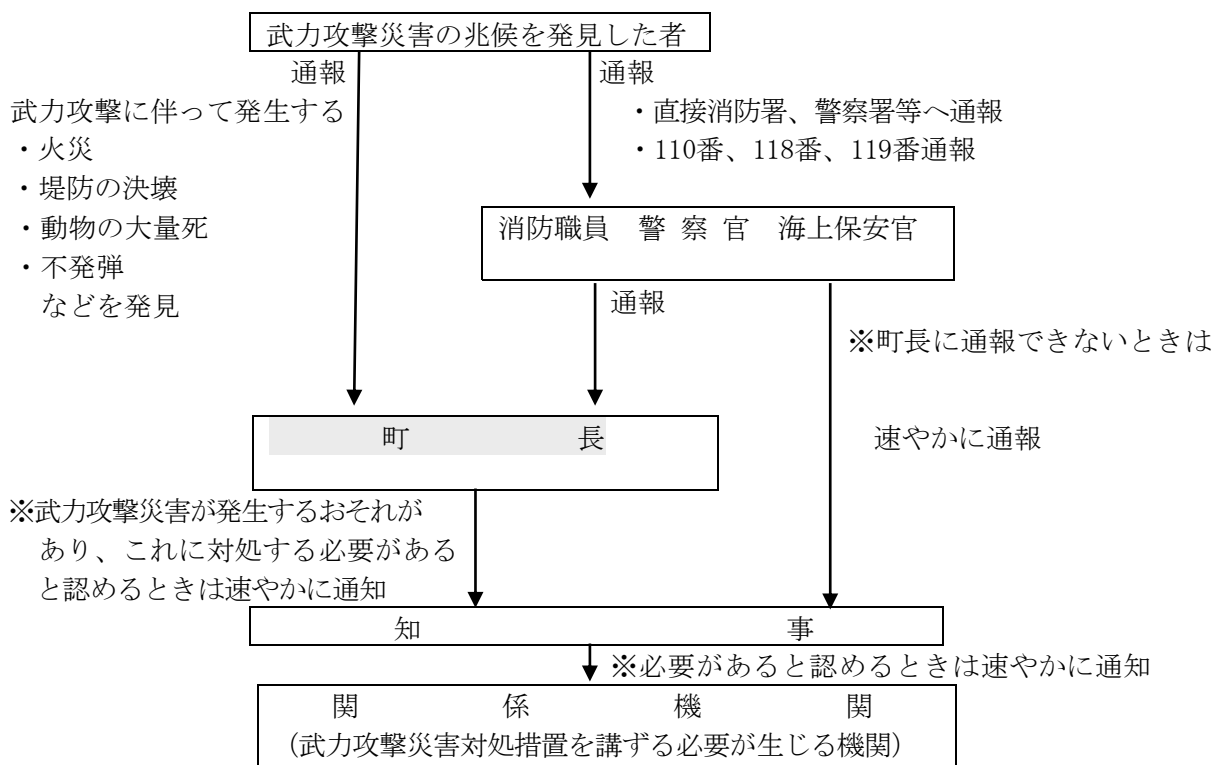 武力攻撃災害の兆候を発見した者
通報
通報
武力攻撃に伴って発生する
・火災
・堤防の決壊
・動物の大量死
・不発弾
などを発見
・直接消防署、警察署等へ通報
・110番、118番、119番通報
消防職員 警察官 海上保安官
通報
※町長に通報できないときは
速やかに通報
町長
※武力攻撃災害が発生するおそれが
あり、これに対処する必要がある
と認めるときは速やかに通知
知事
※必要があると認めるときは速やかに通知
関係機関
(武力攻撃災害対処措置を講ずる必要が生じる機関)